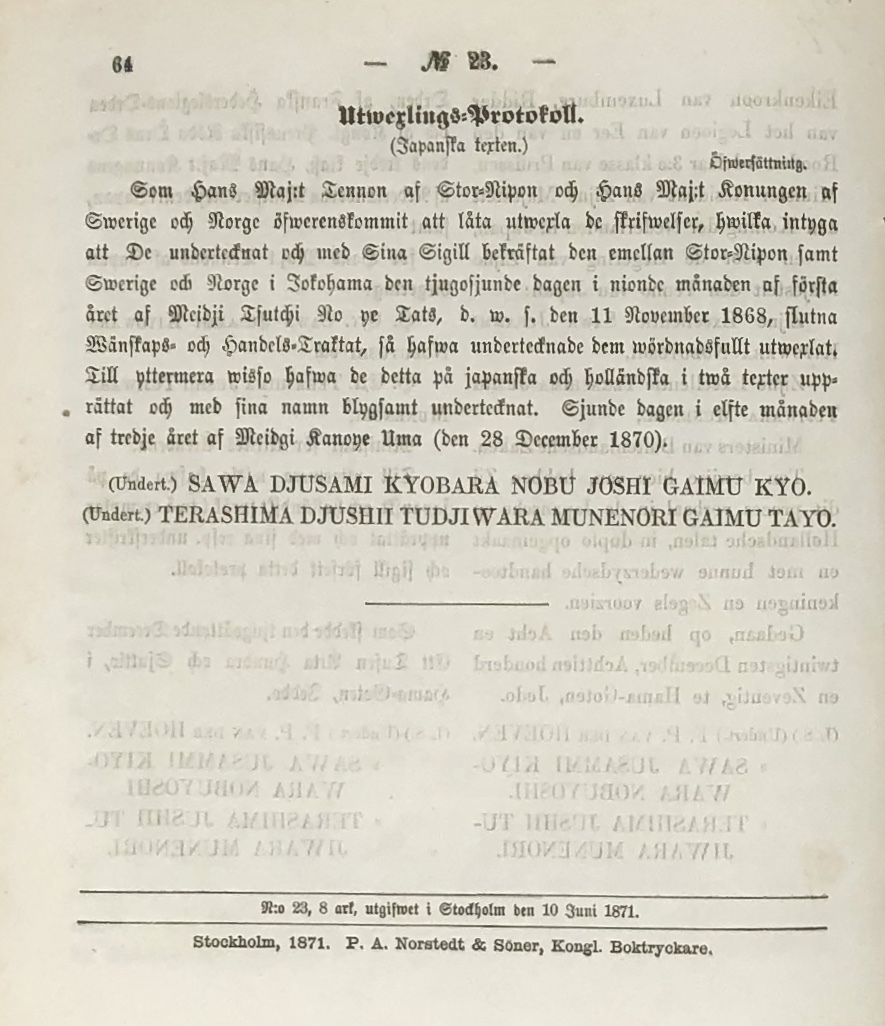 64 — № 23. —
Utwexlings-Protokoll.
(Japanska texten.)
Öfwersättning.
Som Hans Maj:t Tennon af Stor-Nipon och Hans Maj:t Konungen af
Swerige och Norge öfwerenskommit att låta utwexla de skrifwelser, hwilka intyga
att De undertecknat och med Sina Sigill bekräftat den emellan Stor-Nipon samt
Swerige och Norge i Jokohama den tjugosjunde dagen i nionde månaden af första
året af Meidji Tsutchi No ye Tats, d. w. s. den 11 November 1868, slutna
Wänskaps- och Handels-Traktat, så hafwa undertecknade dem wördnadsfullt utwexlat.
Till yttermera wisso hafwa de detta på japanska och holländska i twå texter upp-
rättat och med sina namn blygsamt undertecknat. Sjunde dagen i elfte månaden
af tredje året af Meidgi Kanoye Uma (den 28 December 1870).
(Undert.) SAWA DJUSAMI KYOBARA NOBU JOSHI GAIMU KYO.
(Undert.) TERASHIMA DJUSHII TUDJIWARA MUNENORI GAIMU TAYO.
N:o 23, 8 ark, utgifwet i Stockholm den 10 Juni 1871.
Stockholm, 1871. P. A. Norstedt & Söner, Kongl. Boktryckare.